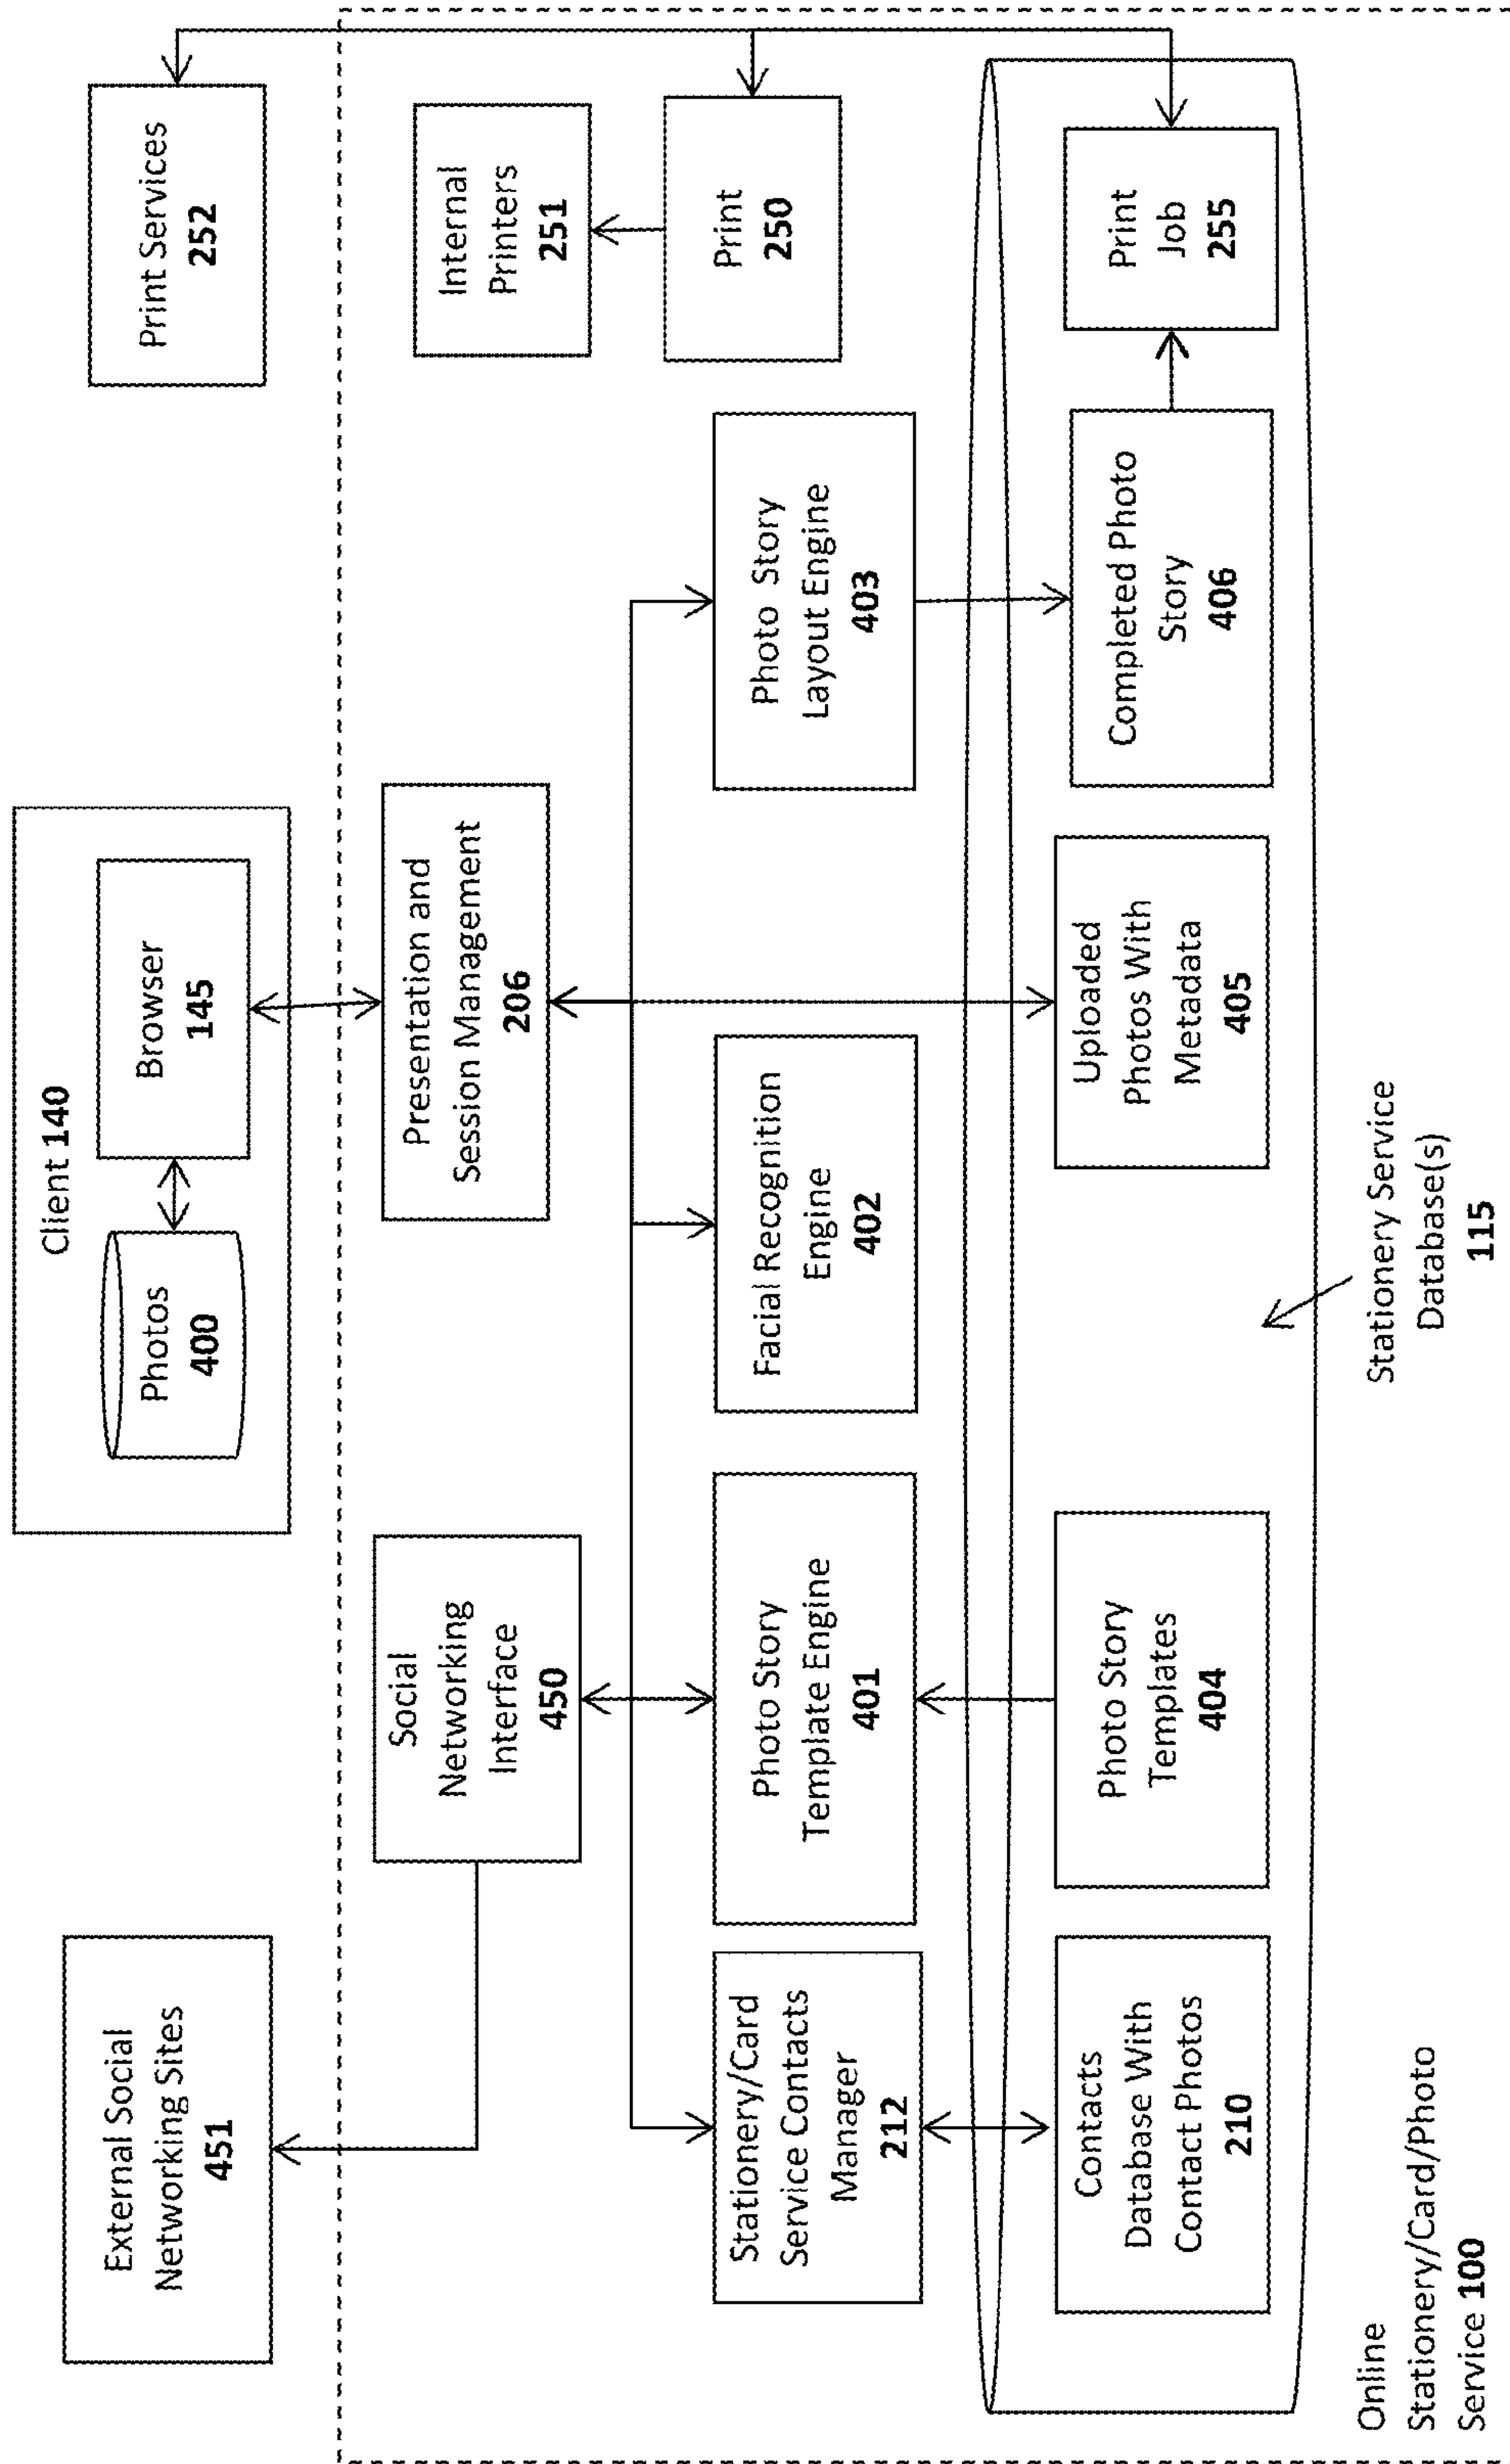 External Social
Networking Sites
451
Client 140
Photos
400
Browser
145
Print Services
252
Social
Networking
Interface
450
Presentation and
Session Management
206
Internal
Printers
251
Stationery/Card
Service Contacts
Manager
212
Photo Story
Template Engine
401
Facial Recognition
Engine
402
Photo Story
Layout Engine
403
Print
250
Contacts
Database With
Contact Photos
210
Photo Story
Templates
404
Uploaded
Photos With
Metadata
405
Completed Photo
Story
406
Print
Job
255
Online
Stationery/Card/Photo
Service 100
Stationery Service
Database(s)
115